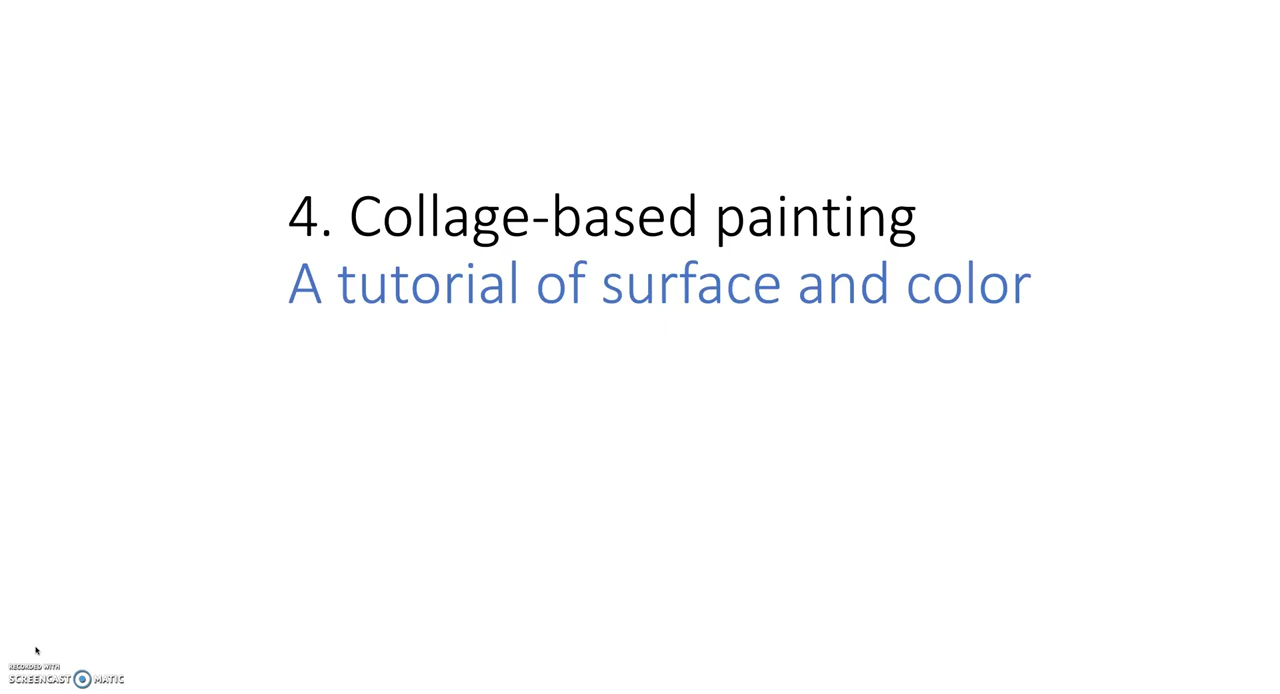 4. Collage-based painting
A tutorial of surface and color
RECORDED WITH
SCREENCAST MATIC